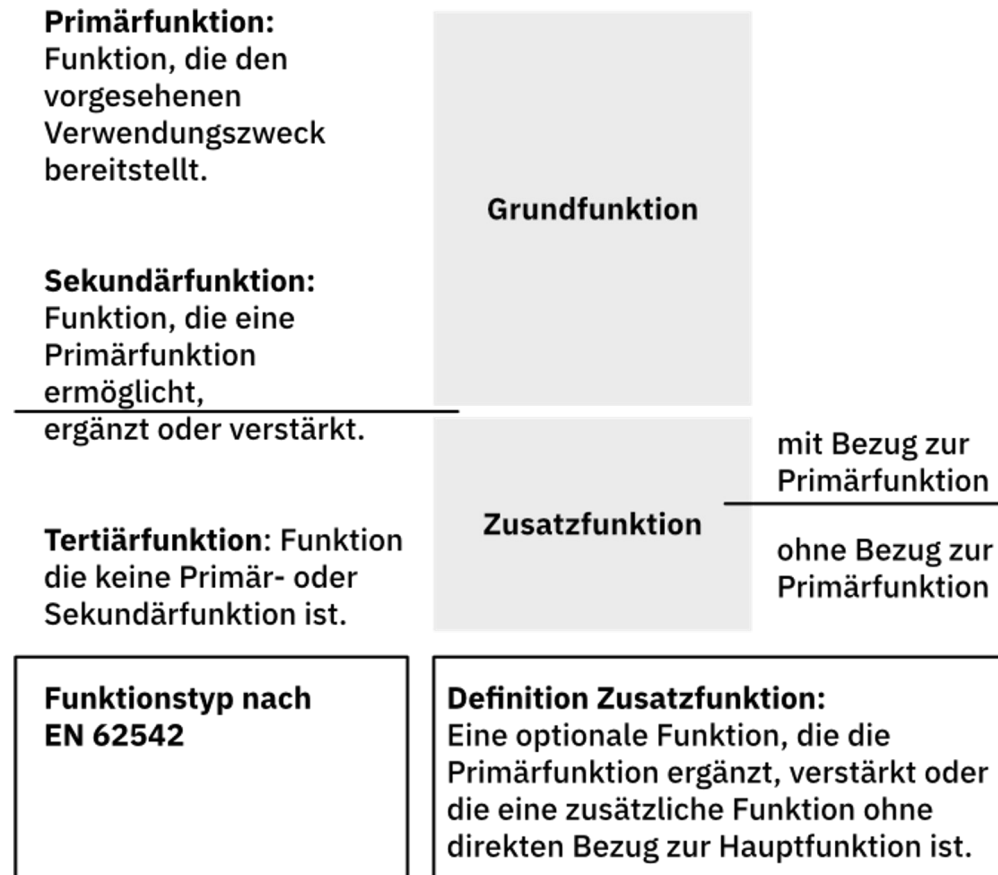 Primärfunktion:
Funktion, die den
vorgesehenen
Verwendungszweck
bereitstellt.
Grundfunktion
Sekundärfunktion:
Funktion, die eine
Primärfunktion
ermöglicht,
ergänzt oder verstärkt.
mit Bezug zur
Primärfunktion
Zusatzfunktion
ohne Bezug zur
Primärfunktion
Tertiärfunktion: Funktion
die keine Primär- oder
Sekundärfunktion ist.
Funktionstyp nach
EN 62542
Definition Zusatzfunktion:
Eine optionale Funktion, die die
Primärfunktion ergänzt, verstärkt oder
die eine zusätzliche Funktion ohne
direkten Bezug zur Hauptfunktion ist.